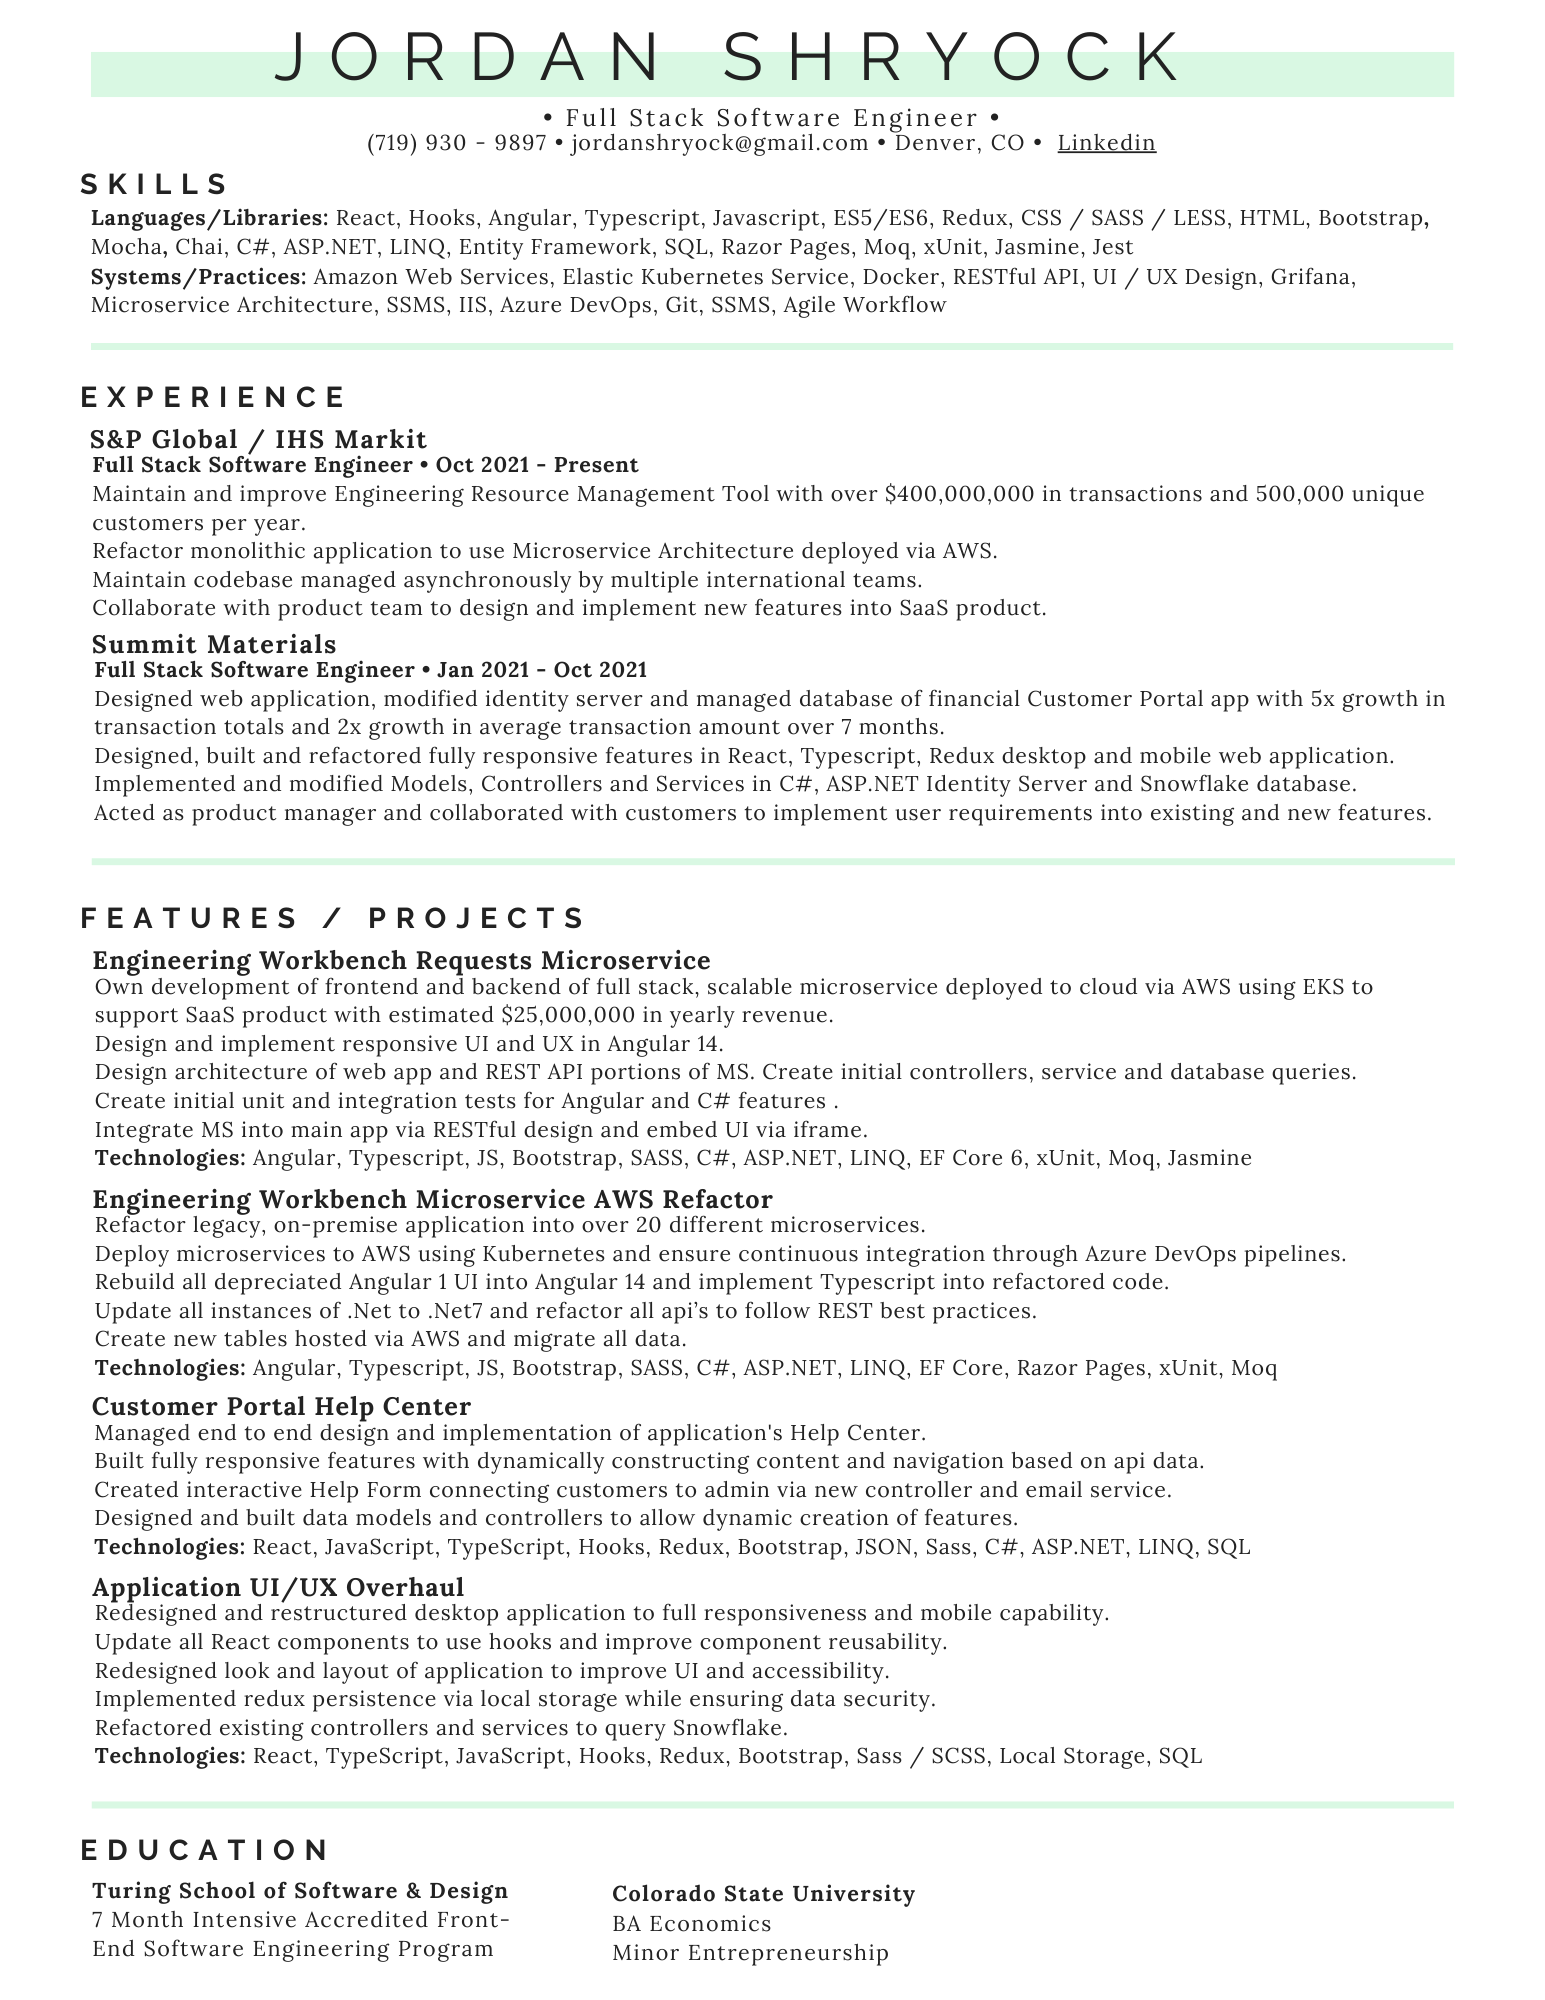 JORDAN SHRYOCK
• Full Stack Software Engineer •
(719) 930 - 9897 • jordanshryock@gmail.com • Denver, CO • Linkedin
SKILLS
Languages/Libraries: React, Hooks, Angular, Typescript, Javascript, ES5/ES6, Redux, CSS / SASS / LESS, HTML, Bootstrap,
Mocha, Chai, C#, ASP.NET, LINQ, Entity Framework, SQL, Razor Pages, Moq, xUnit, Jasmine, Jest
Systems/Practices: Amazon Web Services, Elastic Kubernetes Service, Docker, RESTful API, UI / UX Design, Grifana,
Microservice Architecture, SSMS, IIS, Azure DevOps, Git, SSMS, Agile Workflow
EXPERIENCE
S&P Global / IHS Markit
Full Stack Software Engineer • Oct 2021 - Present
Maintain and improve Engineering Resource Management Tool with over $400,000,000 in transactions and 500,000 unique
customers per year.
Refactor monolithic application to use Microservice Architecture deployed via AWS.
Maintain codebase managed asynchronously by multiple international teams.
Collaborate with product team to design and implement new features into SaaS product.
Summit Materials
Full Stack Software Engineer • Jan 2021 - Oct 2021
Designed web application, modified identity server and managed database of financial Customer Portal app with 5x growth in
transaction totals and 2x growth in average transaction amount over 7 months.
Designed, built and refactored fully responsive features in React, Typescript, Redux desktop and mobile web application.
Implemented and modified Models, Controllers and Services in C#, ASP.NET Identity Server and Snowflake database.
Acted as product manager and collaborated with customers to implement user requirements into existing and new features.
FEATURES / PROJECTS
Engineering Workbench Requests Microservice
Own development of frontend and backend of full stack, scalable microservice deployed to cloud via AWS using EKS to
support SaaS product with estimated $25,000,000 in yearly revenue.
Design and implement responsive UI and UX in Angular 14.
Design architecture of web app and REST API portions of MS. Create initial controllers, service and database queries.
Create initial unit and integration tests for Angular and C# features .
Integrate MS into main app via RESTful design and embed UI via iframe.
Technologies: Angular, Typescript, JS, Bootstrap, SASS, C#, ASP.NET, LINQ, EF Core 6, xUnit, Moq, Jasmine
Engineering Workbench Microservice AWS Refactor
Refactor legacy, on-premise application into over 20 different microservices.
Deploy microservices to AWS using Kubernetes and ensure continuous integration through Azure DevOps pipelines.
Rebuild all depreciated Angular 1 UI into Angular 14 and implement Typescript into refactored code.
Update all instances of .Net to .Net7 and refactor all api’s to follow REST best practices.
Create new tables hosted via AWS and migrate all data.
Technologies: Angular, Typescript, JS, Bootstrap, SASS, C#, ASP.NET, LINQ, EF Core, Razor Pages, xUnit, Moq
Customer Portal Help Center
Managed end to end design and implementation of application's Help Center.
Built fully responsive features with dynamically constructing content and navigation based on api data.
Created interactive Help Form connecting customers to admin via new controller and email service.
Designed and built data models and controllers to allow dynamic creation of features.
Technologies: React, JavaScript, TypeScript, Hooks, Redux, Bootstrap, JSON, Sass, C#, ASP.NET, LINQ, SQL
Application UI/UX Overhaul
Redesigned and restructured desktop application to full responsiveness and mobile capability.
Update all React components to use hooks and improve component reusability.
Redesigned look and layout of application to improve UI and accessibility.
Implemented redux persistence via local storage while ensuring data security.
Refactored existing controllers and services to query Snowflake.
Technologies: React, TypeScript, JavaScript, Hooks, Redux, Bootstrap, Sass / SCSS, Local Storage, SQL
EDUCATION
Turing School of Software & Design
7 Month Intensive Accredited Front-
End Software Engineering Program
Colorado State University
BA Economics
Minor Entrepreneurship